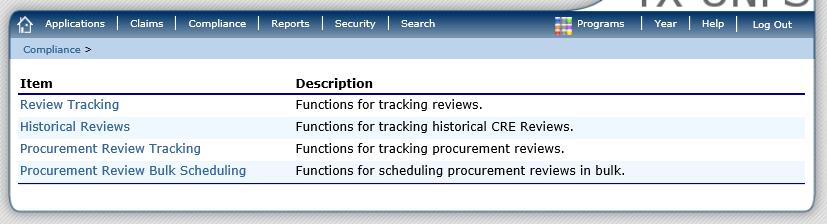 Applications Claims Compliance Reports Security Search Programs Year Help Log Out
Compliance >
Item Description
Review Tracking Functions for tracking reviews.
Historical Reviews Functions for tracking historical CRE Reviews.
Procurement Review Tracking Functions for tracking procurement reviews.
Procurement Review Bulk Scheduling Functions for scheduling procurement reviews in bulk.